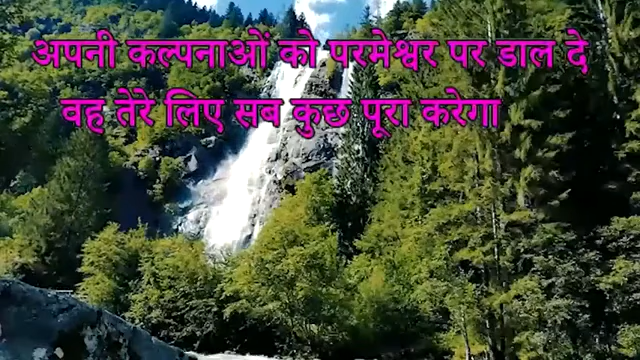 अपनी कल्पनाओं को परमेश्वर पर डाल दे
वह तेरे लिए सब कुछ पूरा करेगा